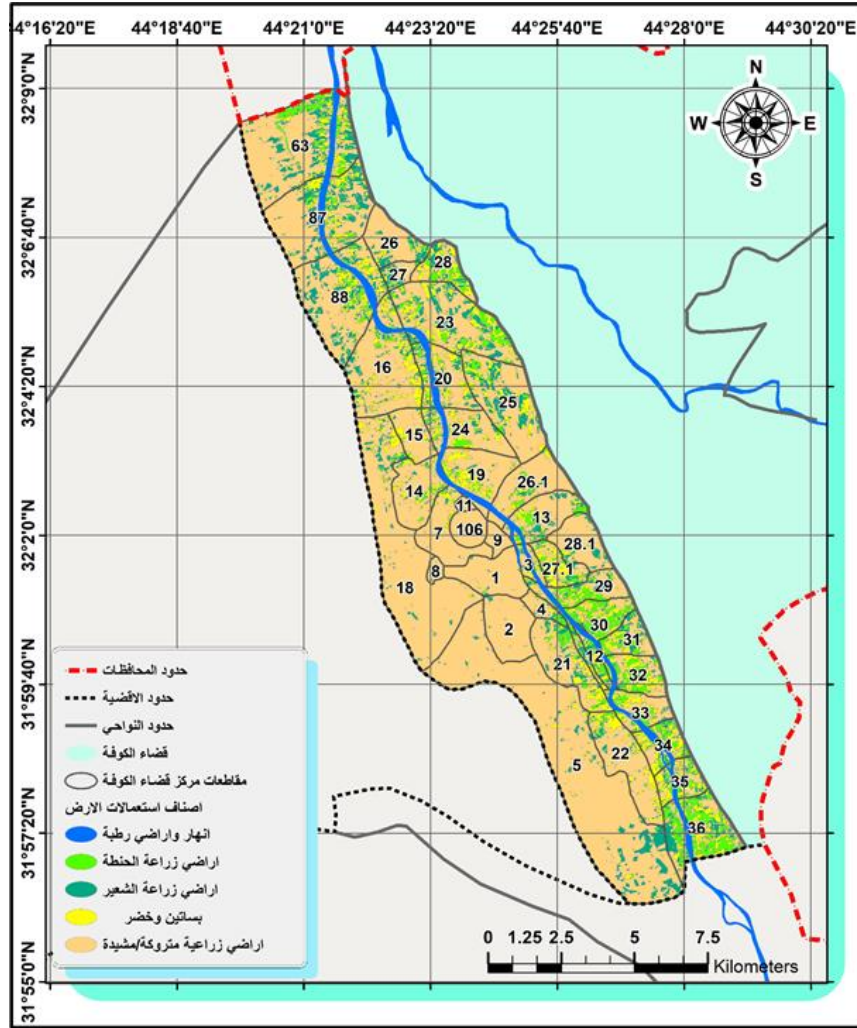 44°16'20"E 44°18'40"E 44°21'0"E 44°23'20"E 44°25'40"E 44°28'0"E 44°30'20"E
32°9'0"N
N
W E
S
63
87
32°6'40"N
26
27
28
88
23
32°4'20"N
16
20
25
15
24
19
14
26.1
11
13
7
106
9
32°2'0"N
28.1
3
27.1
8
1
29
18
4
30
2
31
12
21
32
31°59'40"N
33
34
22
5
35
36
31°57'20"N
31°55'0"N
حدود المحافظات
حدود الاقضية
حدود النواحي
قضاء الكوفة
مقاطعات مركز قضاء الكوفة
اصناف استعمالات الارض
انهار واراضي رطبة
اراضي زراعة الحنطة
اراضي زراعة الشعير
بساتين وخضر
اراضي زراعية متروكة/مشيدة
0 1.25 2.5 5 7.5
Kilometers